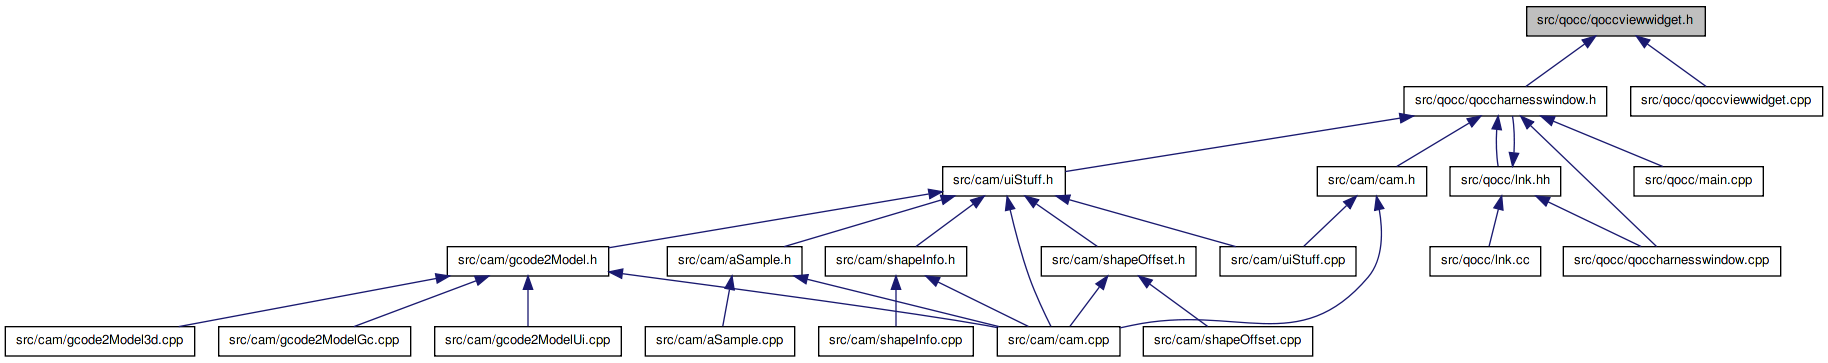 src/qocc/qoccviewwidget.h
src/qocc/qoccharnesswindow.h
src/qocc/qoccviewwidget.cpp
src/cam/uiStuff.h
src/cam/cam.h
src/qocc/lnk.hh
src/qocc/main.cpp
src/cam/gcode2Model.h
src/cam/aSample.h
src/cam/shapeInfo.h
src/cam/shapeOffset.h
src/cam/uiStuff.cpp
src/qocc/lnk.cc
src/qocc/qoccharnesswindow.cpp
src/cam/gcode2Model3d.cpp
src/cam/gcode2ModelGc.cpp
src/cam/gcode2ModelUi.cpp
src/cam/aSample.cpp
src/cam/shapeInfo.cpp
src/cam/cam.cpp
src/cam/shapeOffset.cpp